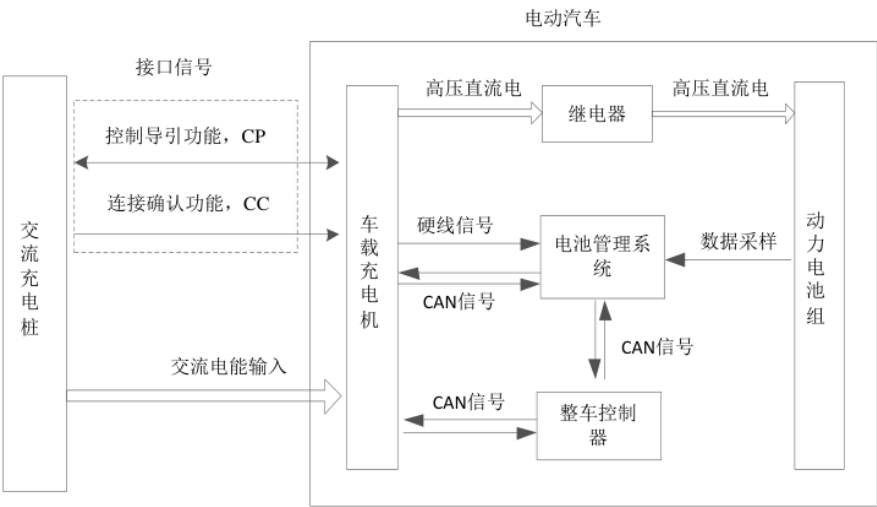 电动汽车
接口信号
高压直流电
高压直流电
继电器
控制导引功能，CP
连接确认功能，CC
交流充电桩
车载充电机
硬线信号
电池管理系
统
数据采样
动力电池组
CAN信号
CAN信号
交流电能输入
CAN信号
整车控制
器